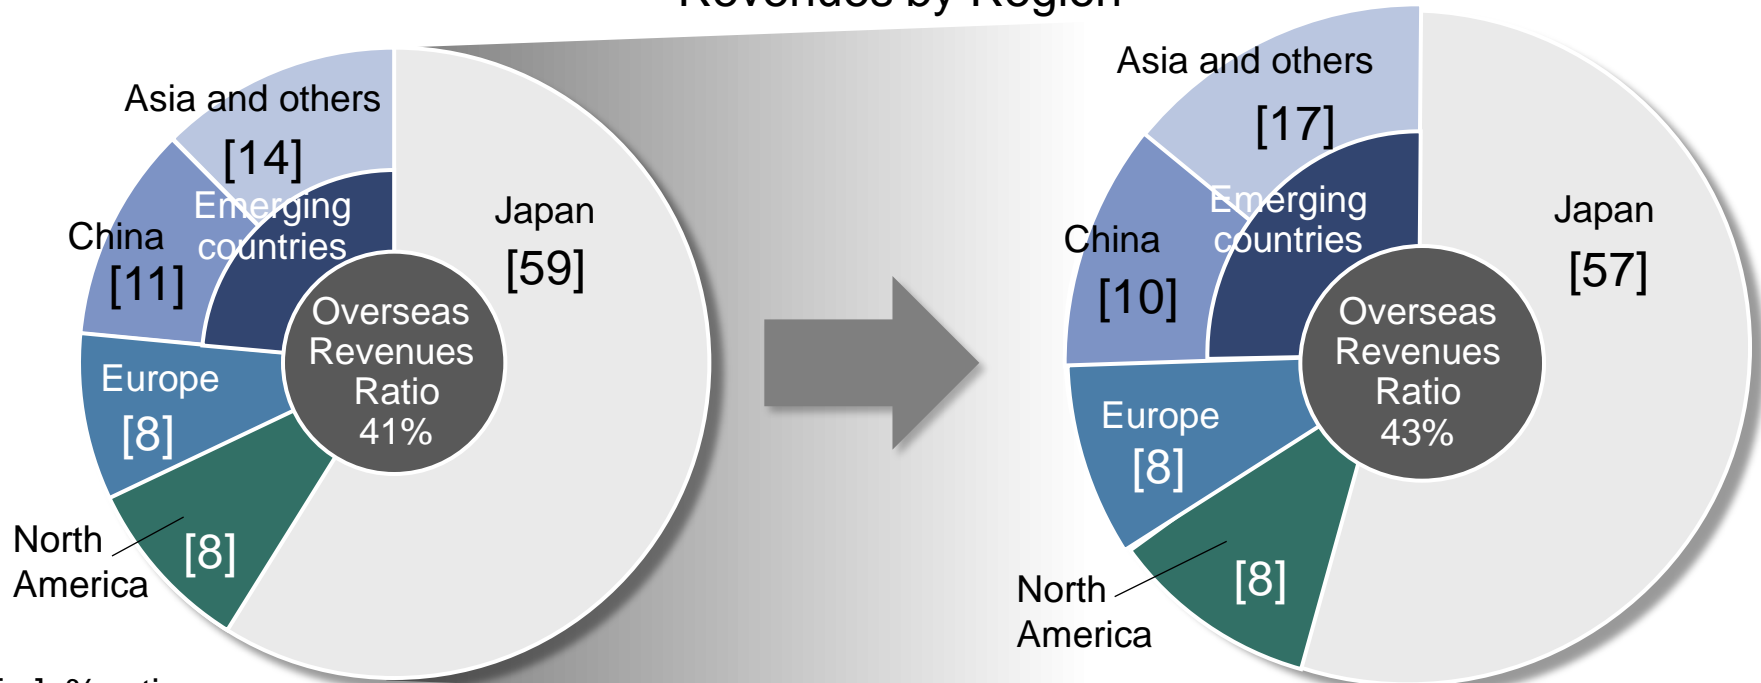 Revenues by Region
Asia and others
[14]
Emerging
countries
China
[11]
Japan
[59]
Overseas
Revenues
Ratio
41%
Europe
[8]
North
America
[8]
Asia and others
[17]
Emerging
countries
China
[10]
Japan
[57]
Overseas
Revenues
Ratio
43%
Europe
[8]
North
America
[8]